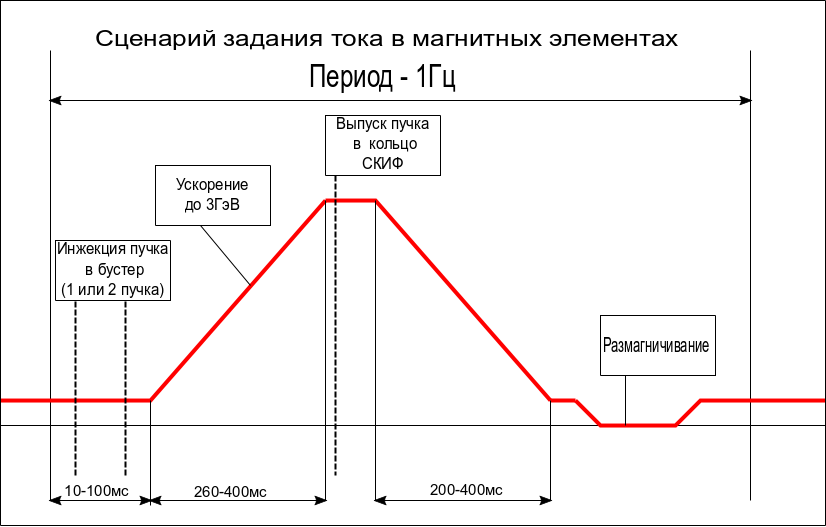 Сценарий задания тока в магнитных элементах
Период - 1Гц
Выпуск пучка
в кольцо
СКИФ
Ускорение
до 3ГэВ
Инжекция пучка
в бустер
(1 или 2 пучка)
Размагничивание
10-100мс
260-400мс
200-400мс